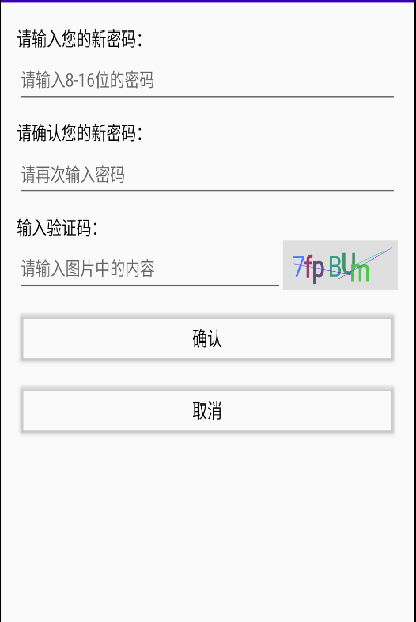 请输入您的新密码：
请输入8-16位的密码
请确认您的新密码：
请再次输入密码
输入验证码：
请输入图片中的内容
7fpBUm
确认
取消